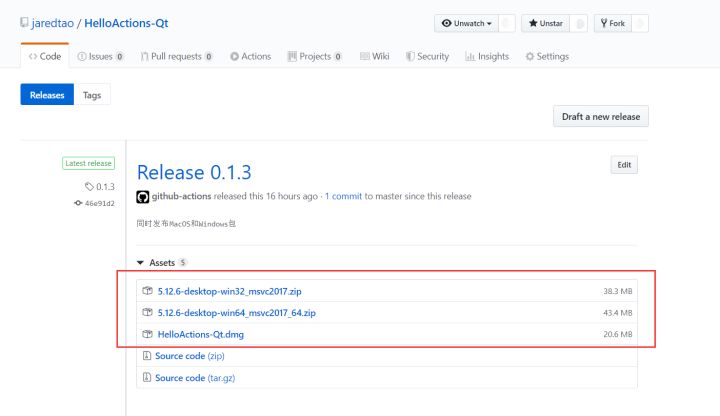 jaredtao / HelloActions-Qt
Unwatch
Unstar
Fork
Code
Issues 0
Pull requests 0
Actions
Projects 0
Wiki
Security
Insights
Settings
Releases
Tags
Draft a new release
Latest release
0.1.3
46e91d2
Release 0.1.3
Edit
github-actions released this 16 hours ago · 1 commit to master since this release
同时发布MacOS和Windows包
Assets 5
5.12.6-desktop-win32_msvc2017.zip 38.3 MB
5.12.6-desktop-win64_msvc2017_64.zip 43.4 MB
HelloActions-Qt.dmg 20.6 MB
Source code (zip)
Source code (tar.gz)